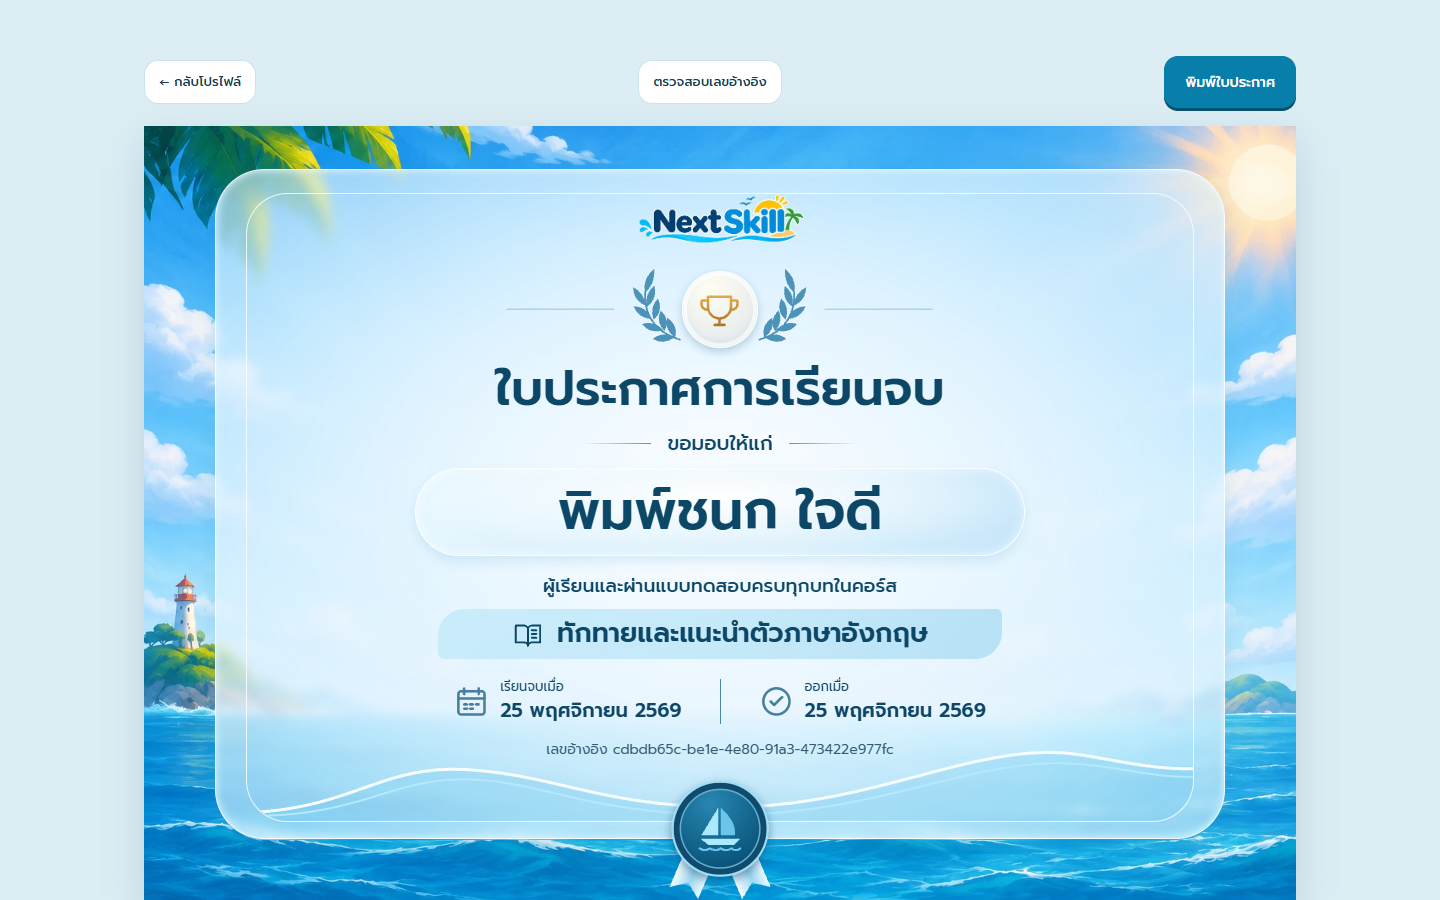 ← กลับโปรไฟล์
ตรวจสอบเลขอ้างอิง
พิมพ์ใบประกาศ
NextSkill
ใบประกาศการเรียนจบ
ขอมอบให้แก่
พิมพ์ชนก ใจดี
ผู้เรียนและผ่านแบบทดสอบครบทุกบทในคอร์ส
ทักทายและแนะนำตัวภาษาอังกฤษ
เรียนจบเมื่อ
25 พฤศจิกายน 2569
ออกเมื่อ
25 พฤศจิกายน 2569
เลขอ้างอิง cdbdb65c-be1e-4e80-91a3-473422e977fc